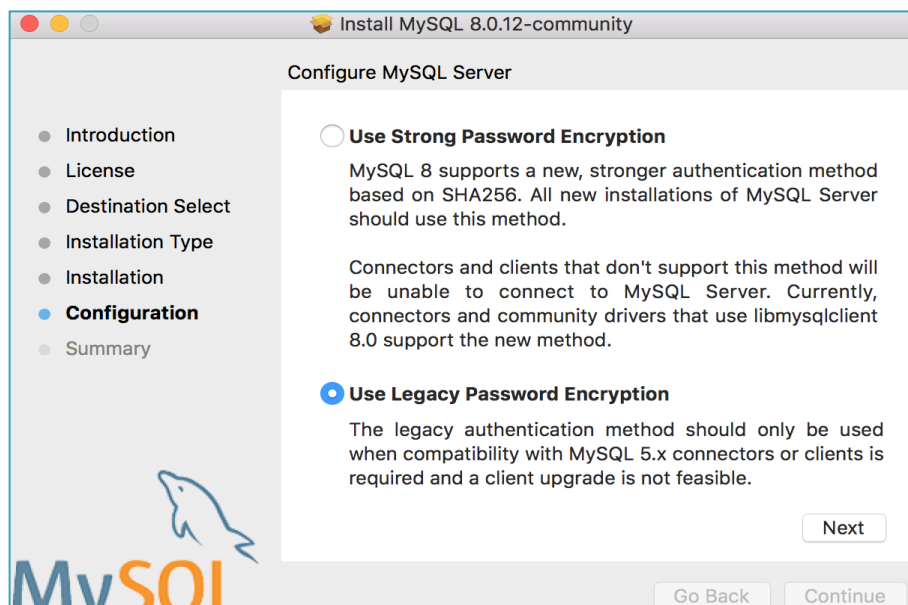 Install MySQL 8.0.12-community
Configure MySQL Server
Introduction
License
Destination Select
Installation Type
Installation
Configuration
Summary
Use Strong Password Encryption
MySQL 8 supports a new, stronger authentication method
based on SHA256. All new installations of MySQL Server
should use this method.
Connectors and clients that don't support this method will
be unable to connect to MySQL Server. Currently,
connectors and community drivers that use libmysqlclient
8.0 support the new method.
Use Legacy Password Encryption
The legacy authentication method should only be used
when compatibility with MySQL 5.x connectors or clients is
required and a client upgrade is not feasible.
Next
MySQL
Go Back
Continue